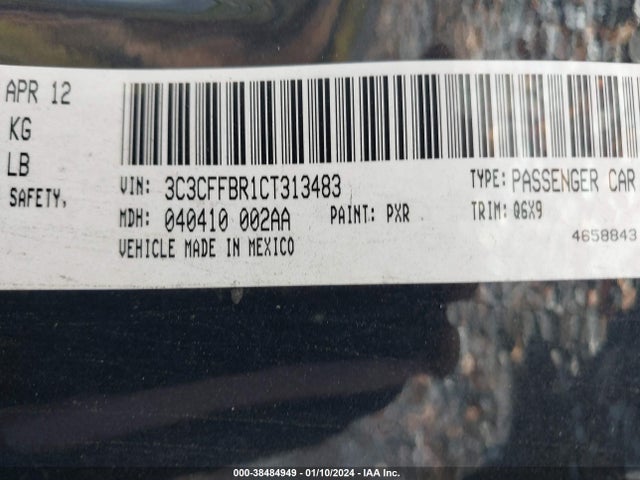 APR 12
KG
LB
SAFETY,
VIN: 3C3CFFBR1CT313483
TYPE: PASSENGER CAR
MDH: 040410 002AA
PAINT: PXR
TRIM: Q6X9
VEHICLE MADE IN MEXICO
4658843
000-38484949 - 01/10/2024 - IAA Inc.